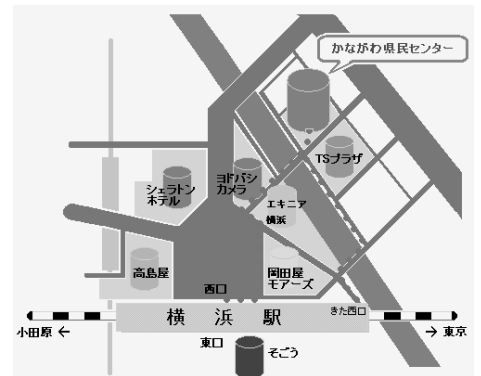 かながわ県民センター
TSプラザ
ヨドバシ
カメラ
シェラトン
ホテル
エキニア
横浜
高島屋
岡田屋
モアーズ
西口
きた西口
横浜駅
小田原 ←
→ 東京
東口
そごう